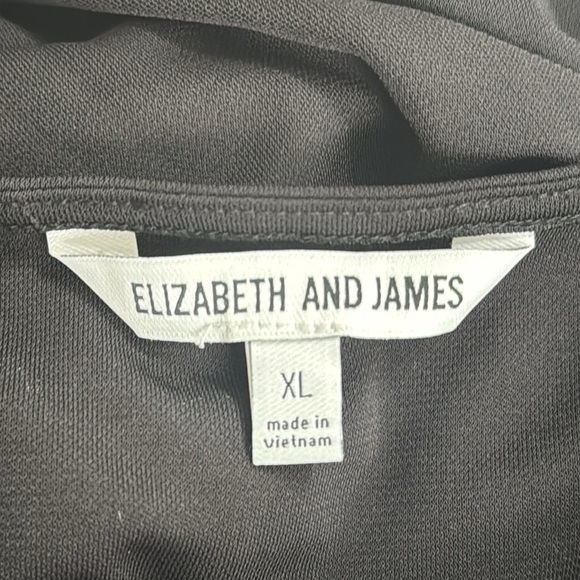 ELIZABETH AND JAMES
XL
made in
vietnam